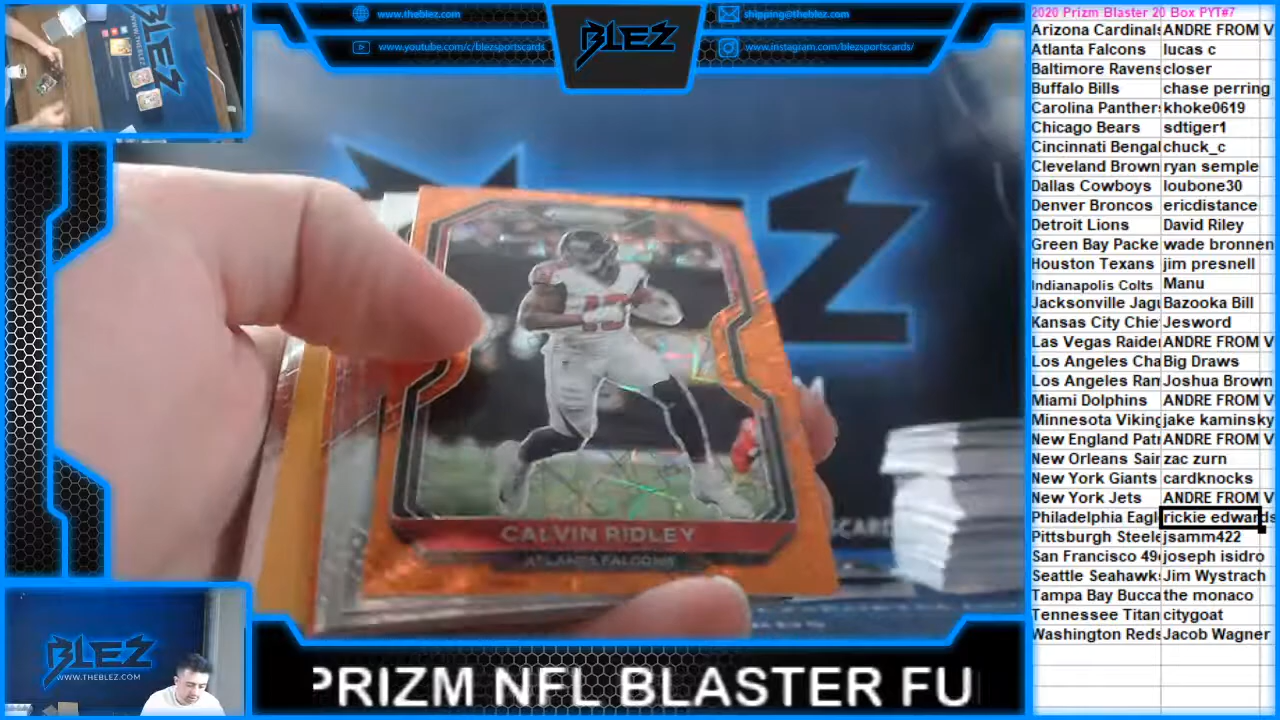 www.theblez.com
www.youtube.com/c/blezsportscards
BLEZ
shipping@theblez.com
www.instagram.com/blezsportscards/
2020 Prizm Blaster 20 Box PYT#7
Arizona Cardinals ANDRE FROM V
Atlanta Falcons lucas c
Baltimore Ravens closer
Buffalo Bills chase perring
Carolina Panther khoke0619
Chicago Bears sdtiger1
Cincinnati Bengal chuck_c
Cleveland Brown ryan semple
Dallas Cowboys loubone30
Denver Broncos ericdistance
Detroit Lions David Riley
Green Bay Packe wade bronnen
Houston Texans jim presnell
Indianapolis Colts Manu
Jacksonville Jagu Bazooka Bill
Kansas City Chie Jesword
Las Vegas Raider ANDRE FROM V
Los Angeles Cha Big Draws
Los Angeles Ram Joshua Brown
Miami Dolphins ANDRE FROM V
Minnesota Viking jake kaminsky
New England Patr ANDRE FROM V
New Orleans Sain zac zurn
New York Giants cardknocks
New York Jets ANDRE FROM V
Philadelphia Eagl rickie edwards
Pittsburgh Steele jsamm422
San Francisco 49e joseph isidro
Seattle Seahawk Jim Wystrach
Tampa Bay Bucca the monaco
Tennessee Titan citygoat
Washington Reds Jacob Wagner
CALVIN RIDLEY
ATLANTA FALCONS
BLEZ
WWW.THEBLEZ.COM
PRIZM NFL BLASTER FU